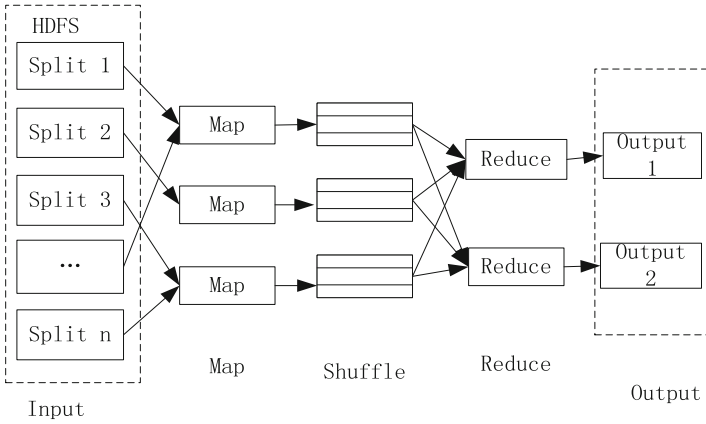 HDFS
Split 1
Split 2
Split 3
...
Split n
Input
Map
Map
Map
Map
Shuffle
Reduce
Reduce
Reduce
Output
1
Output
2
Output